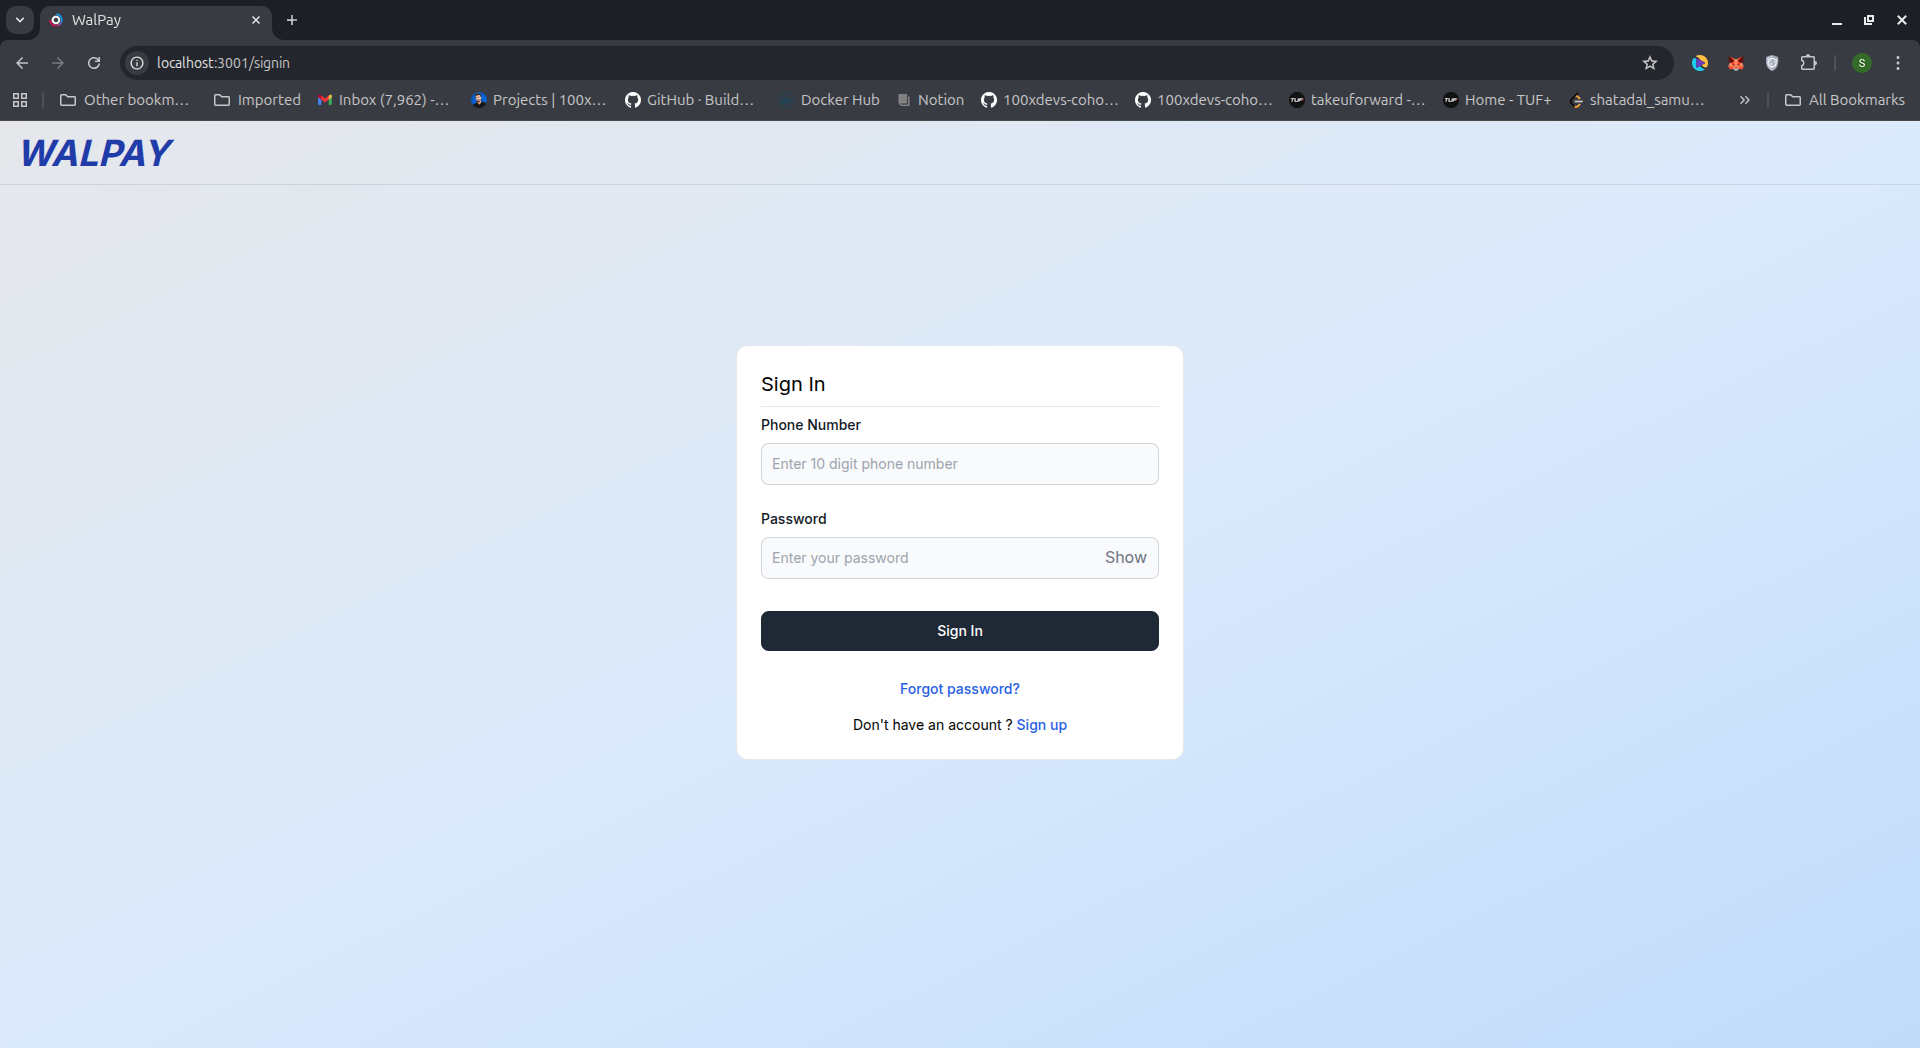 WalPay
localhost:3001/signin
S
Other bookm...
Imported
Inbox (7,962) -...
Projects | 100x...
GitHub · Build...
Docker Hub
Notion
100xdevs-coho...
100xdevs-coho...
TUF
takeuforward -...
TUF
Home - TUF+
shatadal_samu...
All Bookmarks
WALPAY
Sign In
Phone Number
Enter 10 digit phone number
Password
Enter your password
Show
Sign In
Forgot password?
Don't have an account ? Sign up